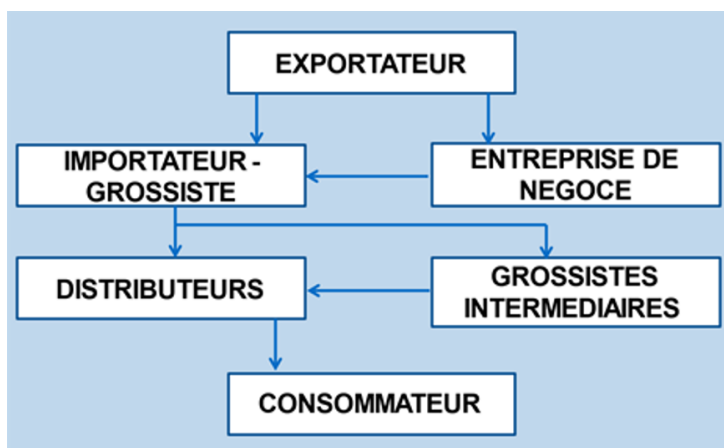 EXPORTATEUR
IMPORTATEUR -
GROSSISTE
ENTREPRISE DE
NEGOCE
DISTRIBUTEURS
GROSSISTES
INTERMEDIAIRES
CONSOMMATEUR